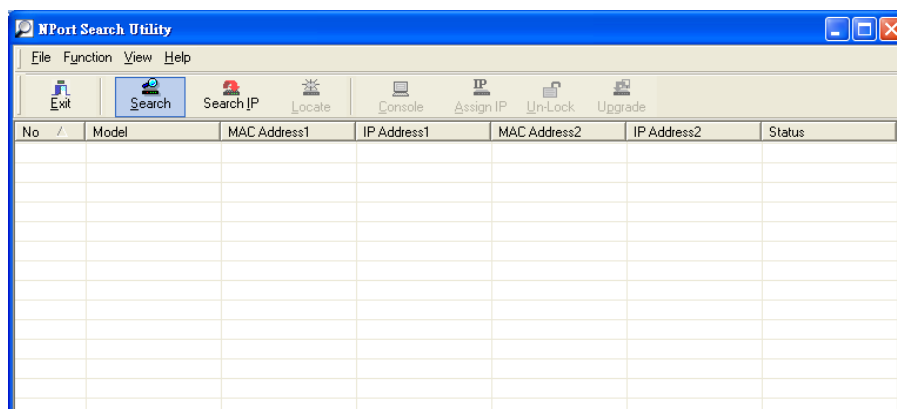 NPort Search Utility
File Function View Help
Exit Search Search IP Locate Console Assign IP Un-Lock Upgrade
No Model MAC Address1 IP Address1 MAC Address2 IP Address2 Status